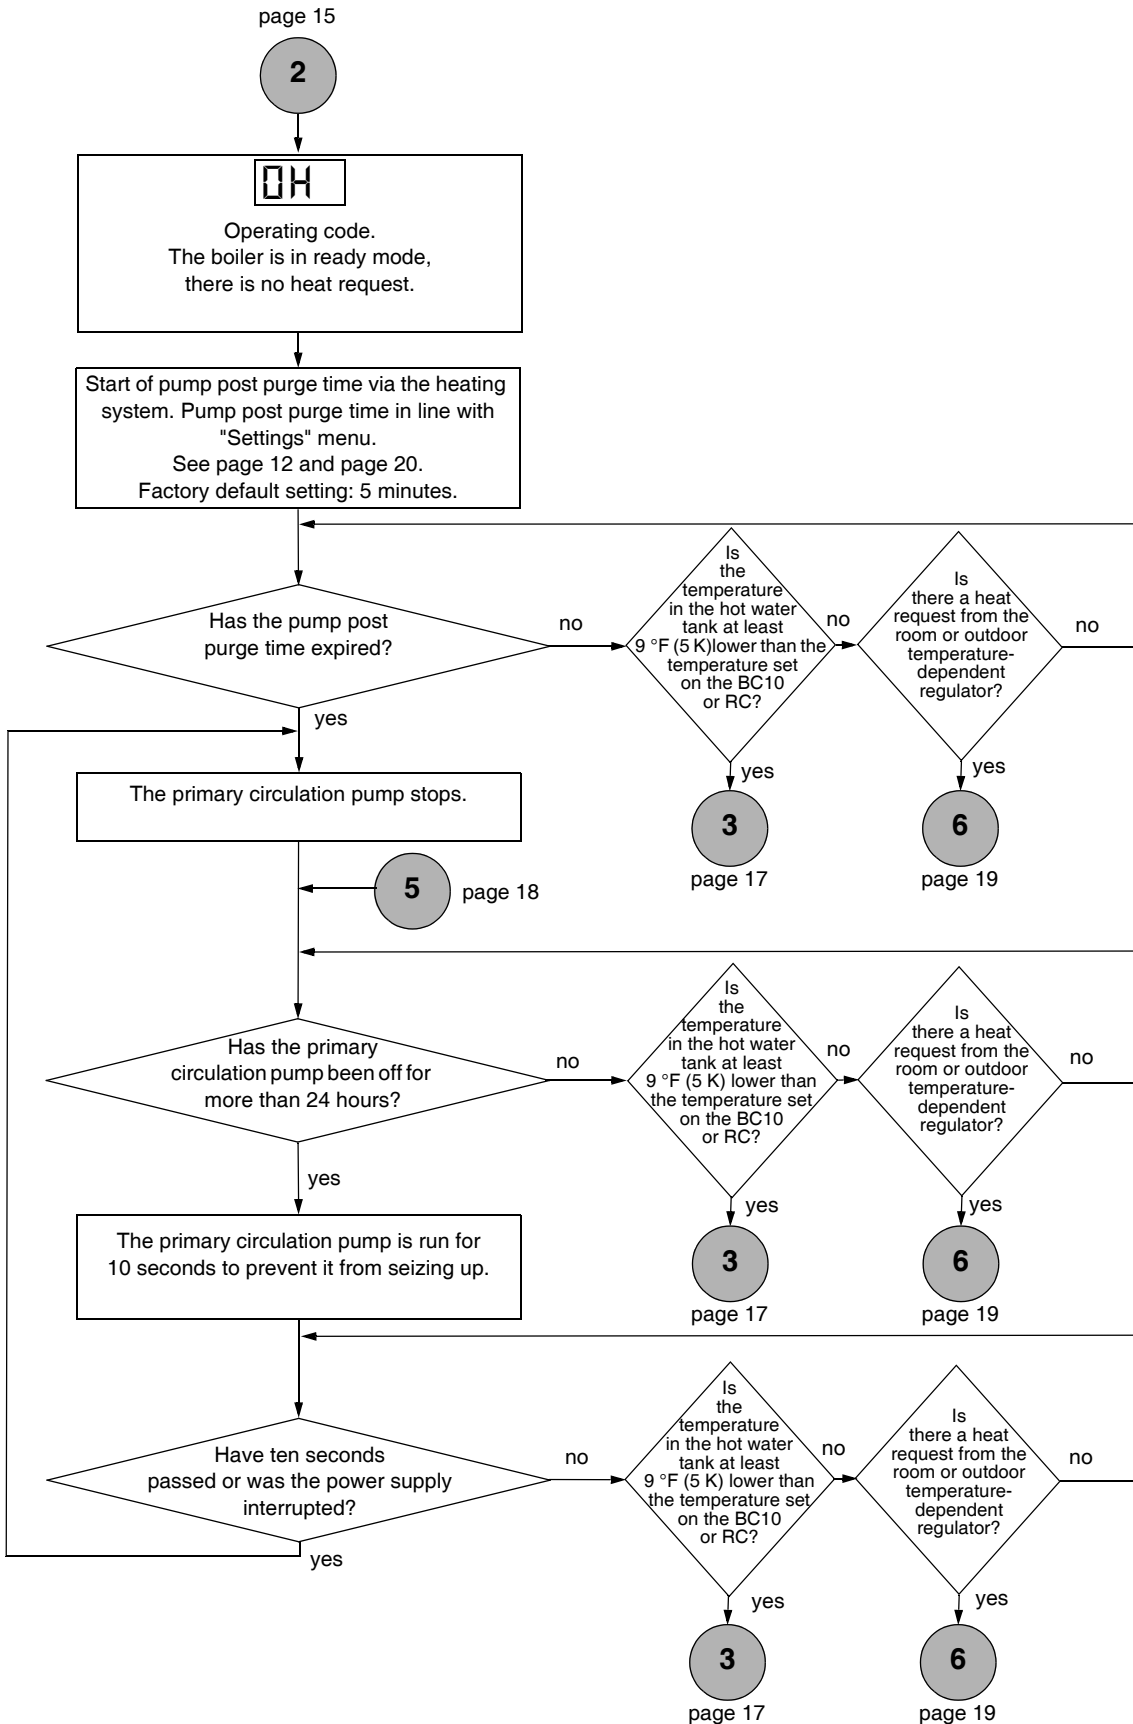 page 15
2
0H
Operating code.
The boiler is in ready mode,
there is no heat request.
Start of pump post purge time via the heating
system. Pump post purge time in line with
"Settings" menu.
See page 12 and page 20.
Factory default setting: 5 minutes.
Has the pump post
purge time expired?
no
Is
the
temperature
in the hot water
tank at least
9 °F (5 K)lower than the
temperature set
on the BC10
or RC?
no
Is
there a heat
request from the
room or outdoor
temperature-
dependent
regulator?
no
yes
yes
yes
The primary circulation pump stops.
3
page 17
6
page 19
5
page 18
Has the primary
circulation pump been off for
more than 24 hours?
no
Is
the
temperature
in the hot water
tank at least
9 °F (5 K) lower than
the temperature set
on the BC10
or RC?
no
Is
there a heat
request from the
room or outdoor
temperature-
dependent
regulator?
no
yes
yes
yes
The primary circulation pump is run for
10 seconds to prevent it from seizing up.
3
page 17
6
page 19
Have ten seconds
passed or was the power supply
interrupted?
no
Is
the
temperature
in the hot water
tank at least
9 °F (5 K) lower than
the temperature set
on the BC10
or RC?
no
Is
there a heat
request from the
room or outdoor
temperature-
dependent
regulator?
no
yes
yes
yes
3
page 17
6
page 19